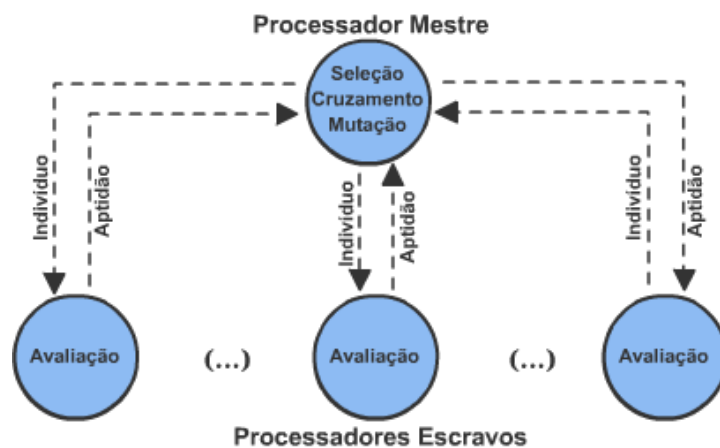 Processador Mestre
Seleção
Cruzamento
Mutação
Indivíduo
Aptidão
Indivíduo
Aptidão
Indivíduo
Aptidão
Avaliação
(...)
Avaliação
(...)
Avaliação
Processadores Escravos